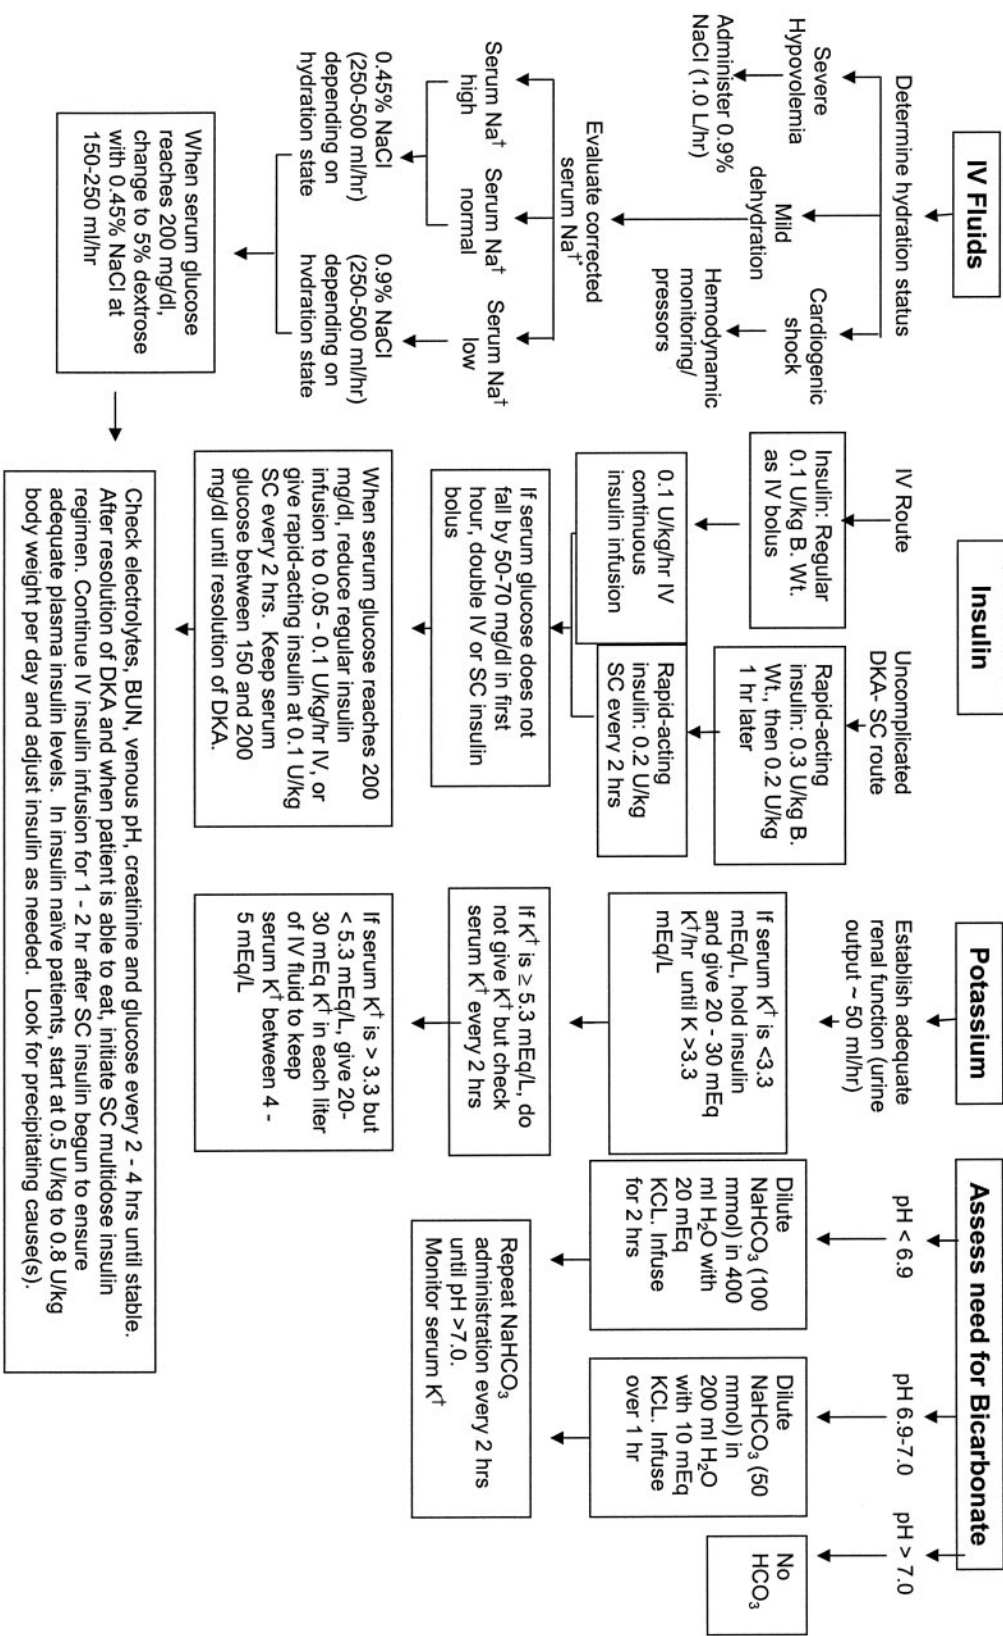 IV Fluids
Determine hydration status
Severe
Hypovolemia
Administer 0.9%
NaCl (1.0 L/hr)
Mild
dehydration
Cardiogenic
shock
Hemodynamic
monitoring/
pressors
Evaluate corrected
serum Na†*
Serum Na†
high
Serum Na†
normal
Serum Na†
low
0.45% NaCl
(250-500 ml/hr)
depending on
hydration state
0.9% NaCl
(250-500 ml/hr)
depending on
hydration state
When serum glucose
reaches 200 mg/dl,
change to 5% dextrose
with 0.45% NaCl at
150-250 ml/hr
Insulin
IV Route
Insulin: Regular
0.1 U/kg B. Wt.
as IV bolus
0.1 U/kg/hr IV
continuous
insulin infusion
Uncomplicated
DKA- SC route
Rapid-acting
insulin: 0.3 U/kg B.
Wt., then 0.2 U/kg
1 hr later
Rapid-acting
insulin: 0.2 U/kg
SC every 2 hrs
If serum glucose does not
fall by 50-70 mg/dl in first
hour, double IV or SC insulin
bolus
When serum glucose reaches 200
mg/dl, reduce regular insulin
infusion to 0.05 - 0.1 U/kg/hr IV, or
give rapid-acting insulin at 0.1 U/kg
SC every 2 hrs. Keep serum
glucose between 150 and 200
mg/dl until resolution of DKA.
Potassium
Establish adequate
renal function (urine
output ~ 50 ml/hr)
If serum K† is <3.3
mEq/L, hold insulin
and give 20 - 30 mEq
K†/hr until K >3.3
mEq/L
If K† is ≥ 5.3 mEq/L, do
not give K† but check
serum K† every 2 hrs
If serum K† is > 3.3 but
< 5.3 mEq/L, give 20-
30 mEq K† in each liter
of IV fluid to keep
serum K† between 4 -
5 mEq/L
Assess need for Bicarbonate
pH < 6.9
Dilute
NaHCO₃ (100
mmol) in 400
ml H₂O with
20 mEq
KCL. Infuse
for 2 hrs
pH 6.9-7.0
Dilute
NaHCO₃ (50
mmol) in
200 ml H₂O
with 10 mEq
KCL. Infuse
over 1 hr
pH > 7.0
No
HCO₃
Repeat NaHCO₃
administration every 2 hrs
until pH >7.0.
Monitor serum K†
Check electrolytes, BUN, venous pH, creatinine and glucose every 2 - 4 hrs until stable.
After resolution of DKA and when patient is able to eat, initiate SC multidose insulin
regimen. Continue IV insulin infusion for 1 - 2 hr after SC insulin begun to ensure
adequate plasma insulin levels. In insulin naïve patients, start at 0.5 U/kg to 0.8 U/kg
body weight per day and adjust insulin as needed. Look for precipitating cause(s).